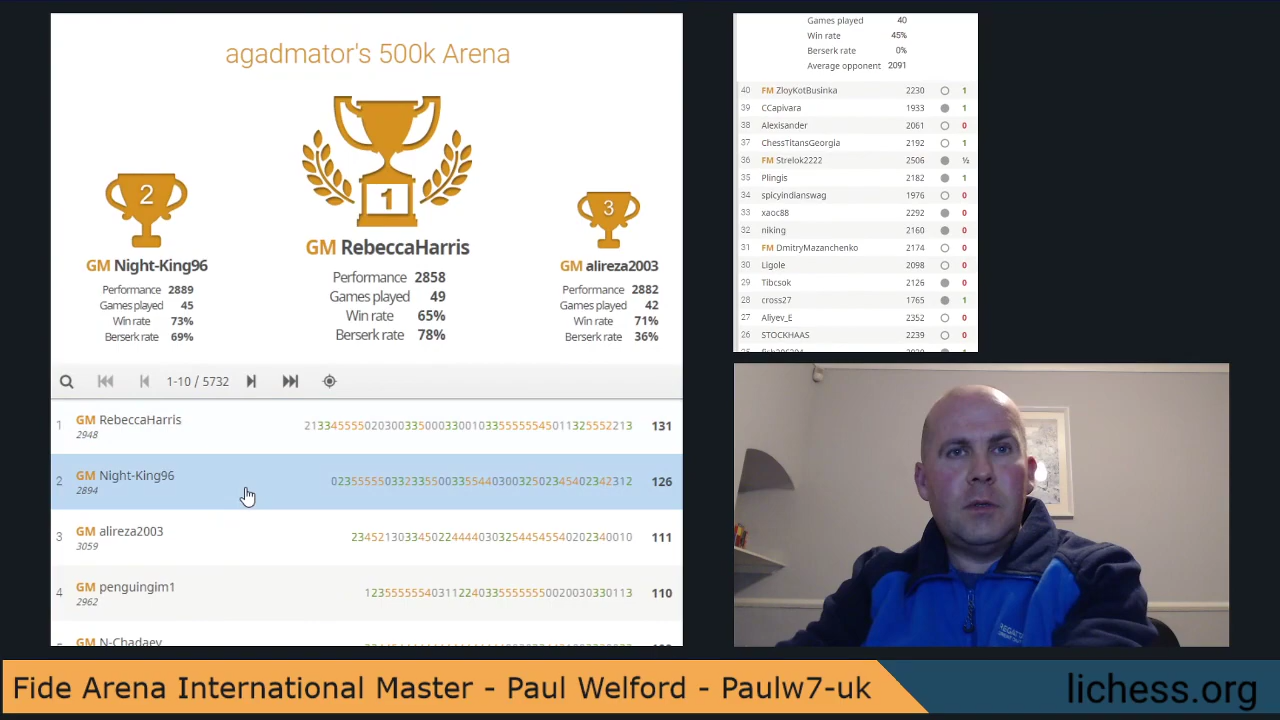 agadmator's 500k Arena
2
1
3
GM RebeccaHarris
Performance 2858
Games played 49
Win rate 65%
Berserk rate 78%
GM Night-King96
Performance 2889
Games played 45
Win rate 73%
Berserk rate 69%
GM alireza2003
Performance 2882
Games played 42
Win rate 71%
Berserk rate 36%
1-10 / 5732
1 GM RebeccaHarris 131
2948
2 GM Night-King96 126
2894
3 GM alireza2003 111
3059
4 GM penguingim1 110
2962
N-Chadaev
Games played 40
Win rate 45%
Berserk rate 0%
Average opponent 2091
40 FM ZloyKotBusinka 2230 1
39 CCapivara 1933 1
38 Alexisander 2061 0
37 ChessTitansGeorgia 2192 1
36 FM Strelok2222 2506 ½
35 Plingis 2182 1
34 spicyindianswag 1976 0
33 xaoc88 2292 0
32 niking 2160 0
31 FM DmitryMazanchenko 2174 0
30 Ligole 2098 0
29 Tibcsok 2126 0
28 cross27 1765 1
27 Aliyev_E 2352 0
26 STOCKHAAS 2239 0
Fide Arena International Master - Paul Welford - Paulw7-uk
lichess.org